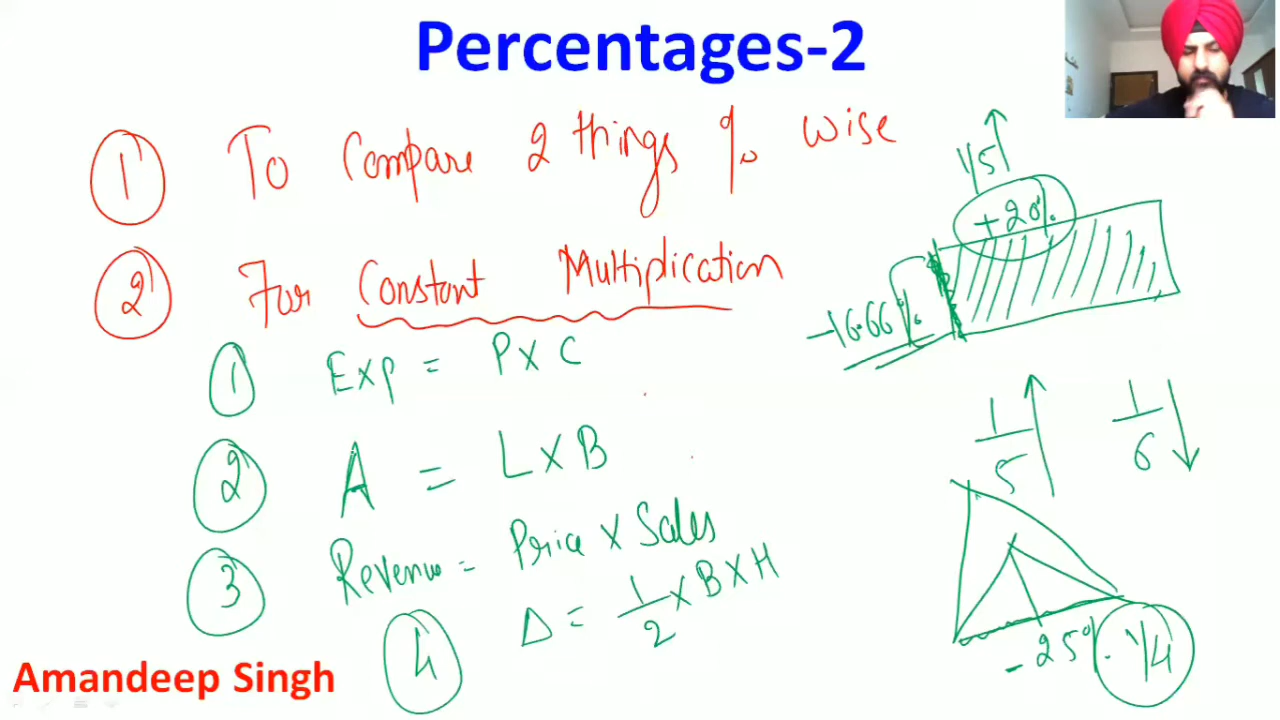 Percentages-2
1 To Compare 2 things % wise
2 For Constant Multiplication
1 Exp = P x C
2 A = L x B
3 Revenue = Price x Sales
4 Δ = 1/2 x B x H
1/5 ↑
+20%
-16.66%
1/5 ↑ 1/6 ↓
-25% 1/4
Amandeep Singh